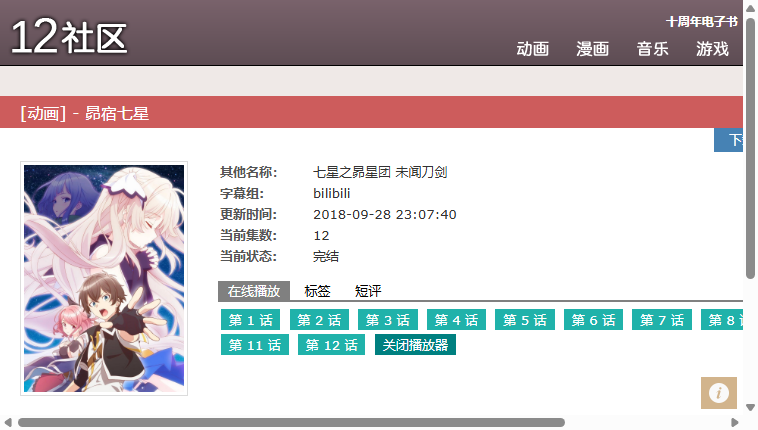 12社区
十周年电子书
动画 漫画 音乐 游戏
[动画] - 昴宿七星
下
其他名称: 七星之昴星团 未闻刀剑
字幕组: bilibili
更新时间: 2018-09-28 23:07:40
当前集数: 12
当前状态: 完结
在线播放 标签 短评
第 1 话 第 2 话 第 3 话 第 4 话 第 5 话 第 6 话 第 7 话 第 8
第 11 话 第 12 话 关闭播放器
i